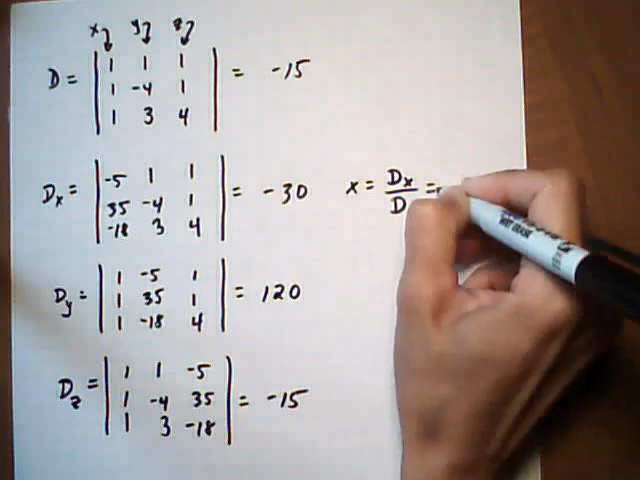 x y z
D = | 1 1 1 | = -15
| 1 -4 1 |
| 1 3 4 |
Dx = | -5 1 1 | = -30
| 35 -4 1 |
| -18 3 4 |
x = Dx/D =
Dy = | 1 -5 1 | = 120
| 1 35 1 |
| 1 -18 4 |
Dz = | 1 1 -5 | = -15
| 1 -4 35 |
| 1 3 -18 |